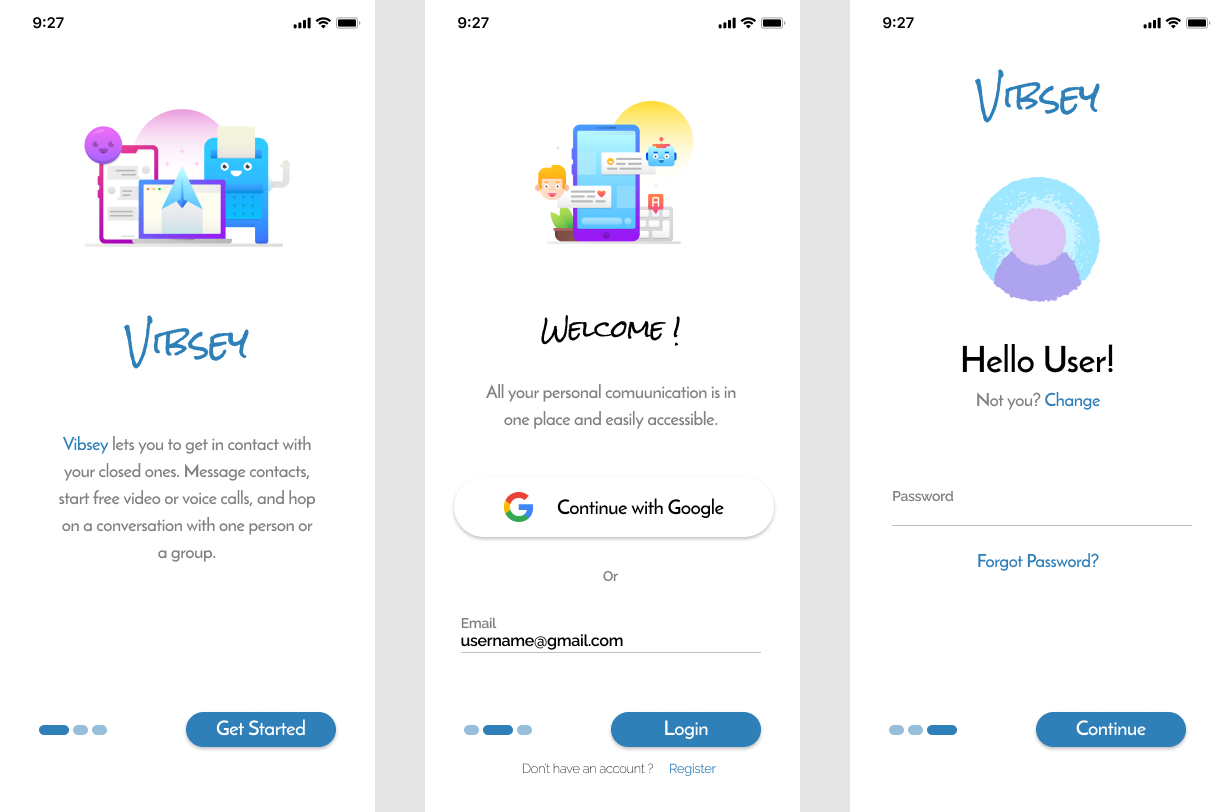 9:27
Vibsey
Vibsey lets you to get in contact with
your closed ones. Message contacts,
start free video or voice calls, and hop
on a conversation with one person or
a group.
Get Started
9:27
Welcome !
All your personal comuunication is in
one place and easily accessible.
Continue with Google
Or
Email
username@gmail.com
Login
Don't have an account ? Register
9:27
Vibsey
Hello User!
Not you? Change
Password
Forgot Password?
Continue